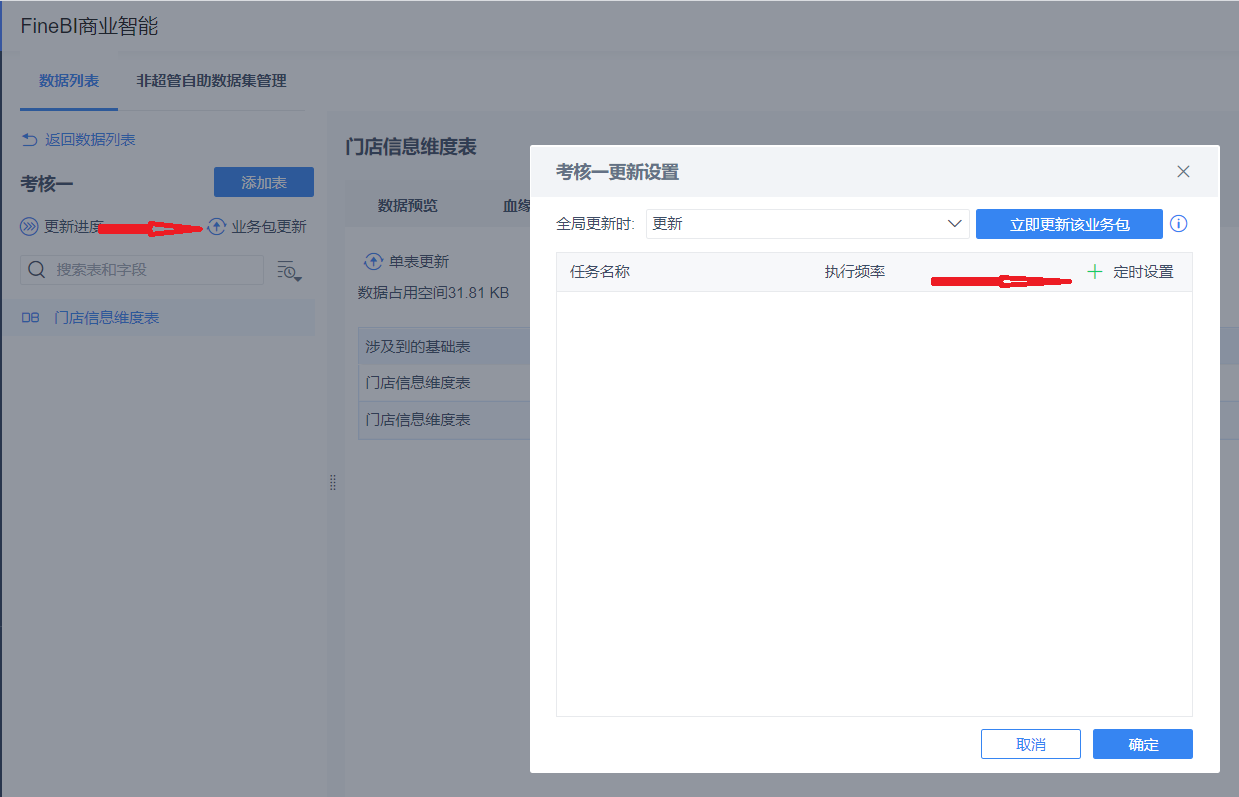 FineBI商业智能
数据列表 非超管自助数据集管理
返回数据列表
考核一 添加表
更新进度 业务包更新
搜索表和字段
DB 门店信息维度表
门店信息维度表
数据预览 血缘
单表更新
数据占用空间31.81 KB
涉及到的基础表
门店信息维度表
门店信息维度表
考核一更新设置
全局更新时: 更新 立即更新该业务包
任务名称 执行频率 定时设置
取消 确定